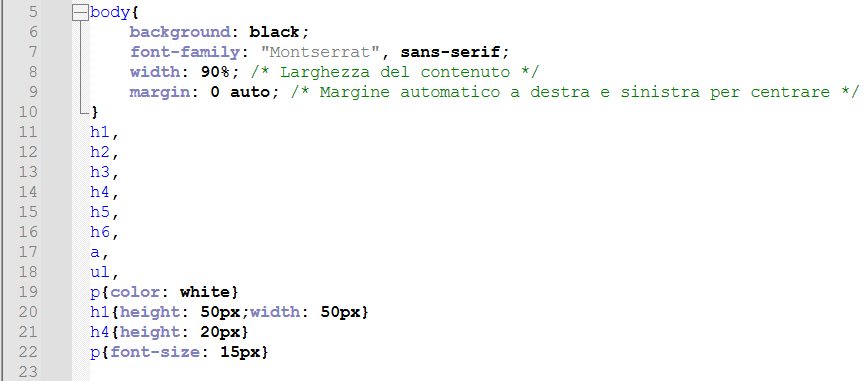 5 body{
6 background: black;
7 font-family: "Montserrat", sans-serif;
8 width: 90%; /* Larghezza del contenuto */
9 margin: 0 auto; /* Margine automatico a destra e sinistra per centrare */
10 }
11 h1,
12 h2,
13 h3,
14 h4,
15 h5,
16 h6,
17 a,
18 ul,
19 p{color: white}
20 h1{height: 50px;width: 50px}
21 h4{height: 20px}
22 p{font-size: 15px}
23